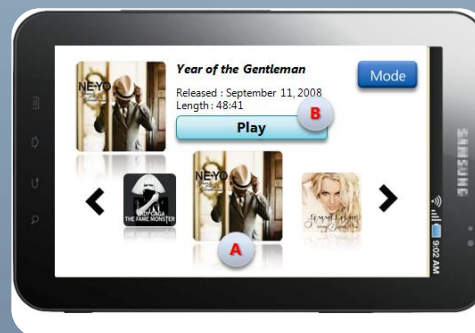 NE-YO
Year of the Gentleman
Mode
Released : September 11, 2008
Length : 48:41
B
Play
SAMSUNG
NE-YO
LADY GAGA
THE FAME MONSTER
A
9:02 AM